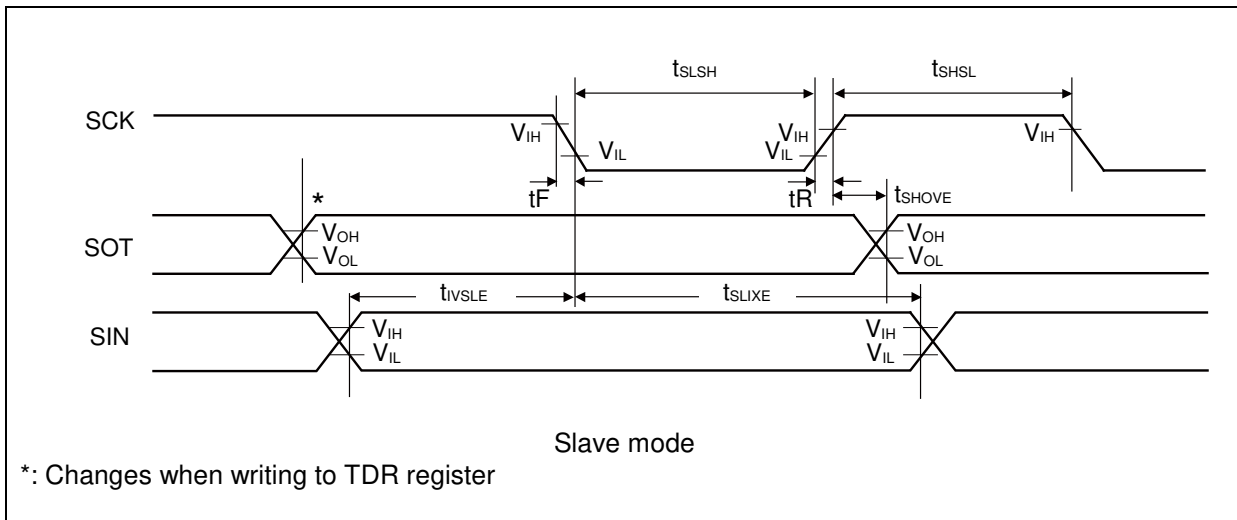 tSLSH
tSHSL
SCK
VIH
VIL
VIL
VIH
VIH
tF
tR
tSHOVE
*
SOT
VOH
VOL
VOH
VOL
tIVSLE
tSLIXE
SIN
VIH
VIL
VIH
VIL
Slave mode
*: Changes when writing to TDR register